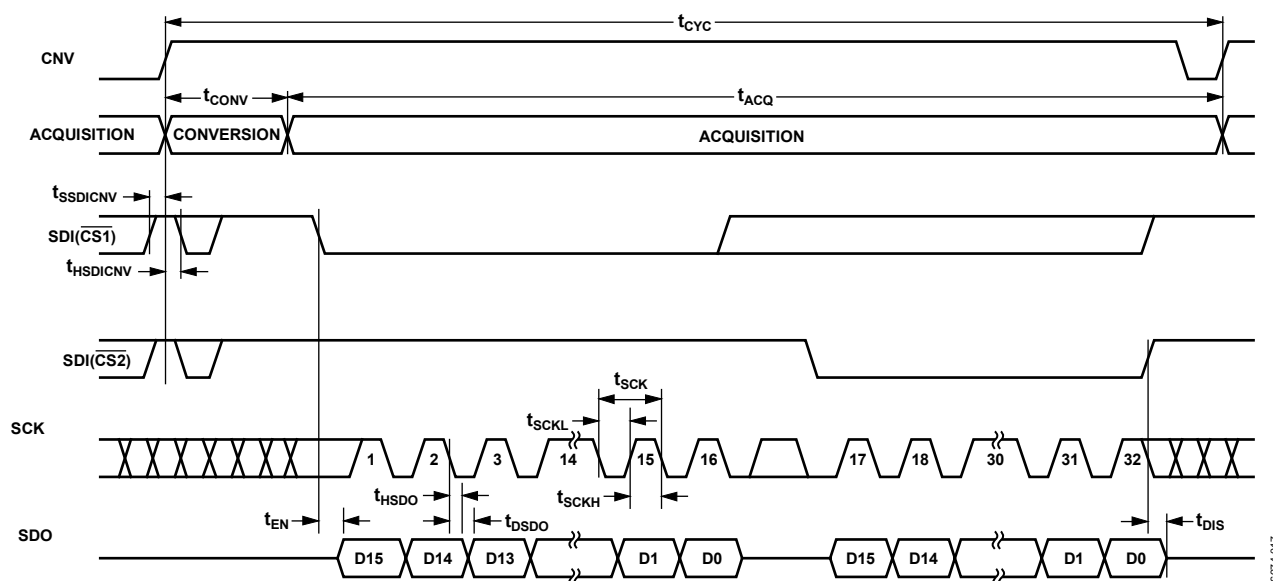 tCYC
CNV
tCONV
tACQ
ACQUISITION
CONVERSION
ACQUISITION
tSSDICNV
SDI(CS1)
tHSDICNV
SDI(CS2)
tSCK
tSCKL
SCK
1 2 3 14 15 16 17 18 30 31 32
tHSDO
tSCKH
tEN
tDSDO
tDIS
SDO
D15 D14 D13 D1 D0 D15 D14 D1 D0